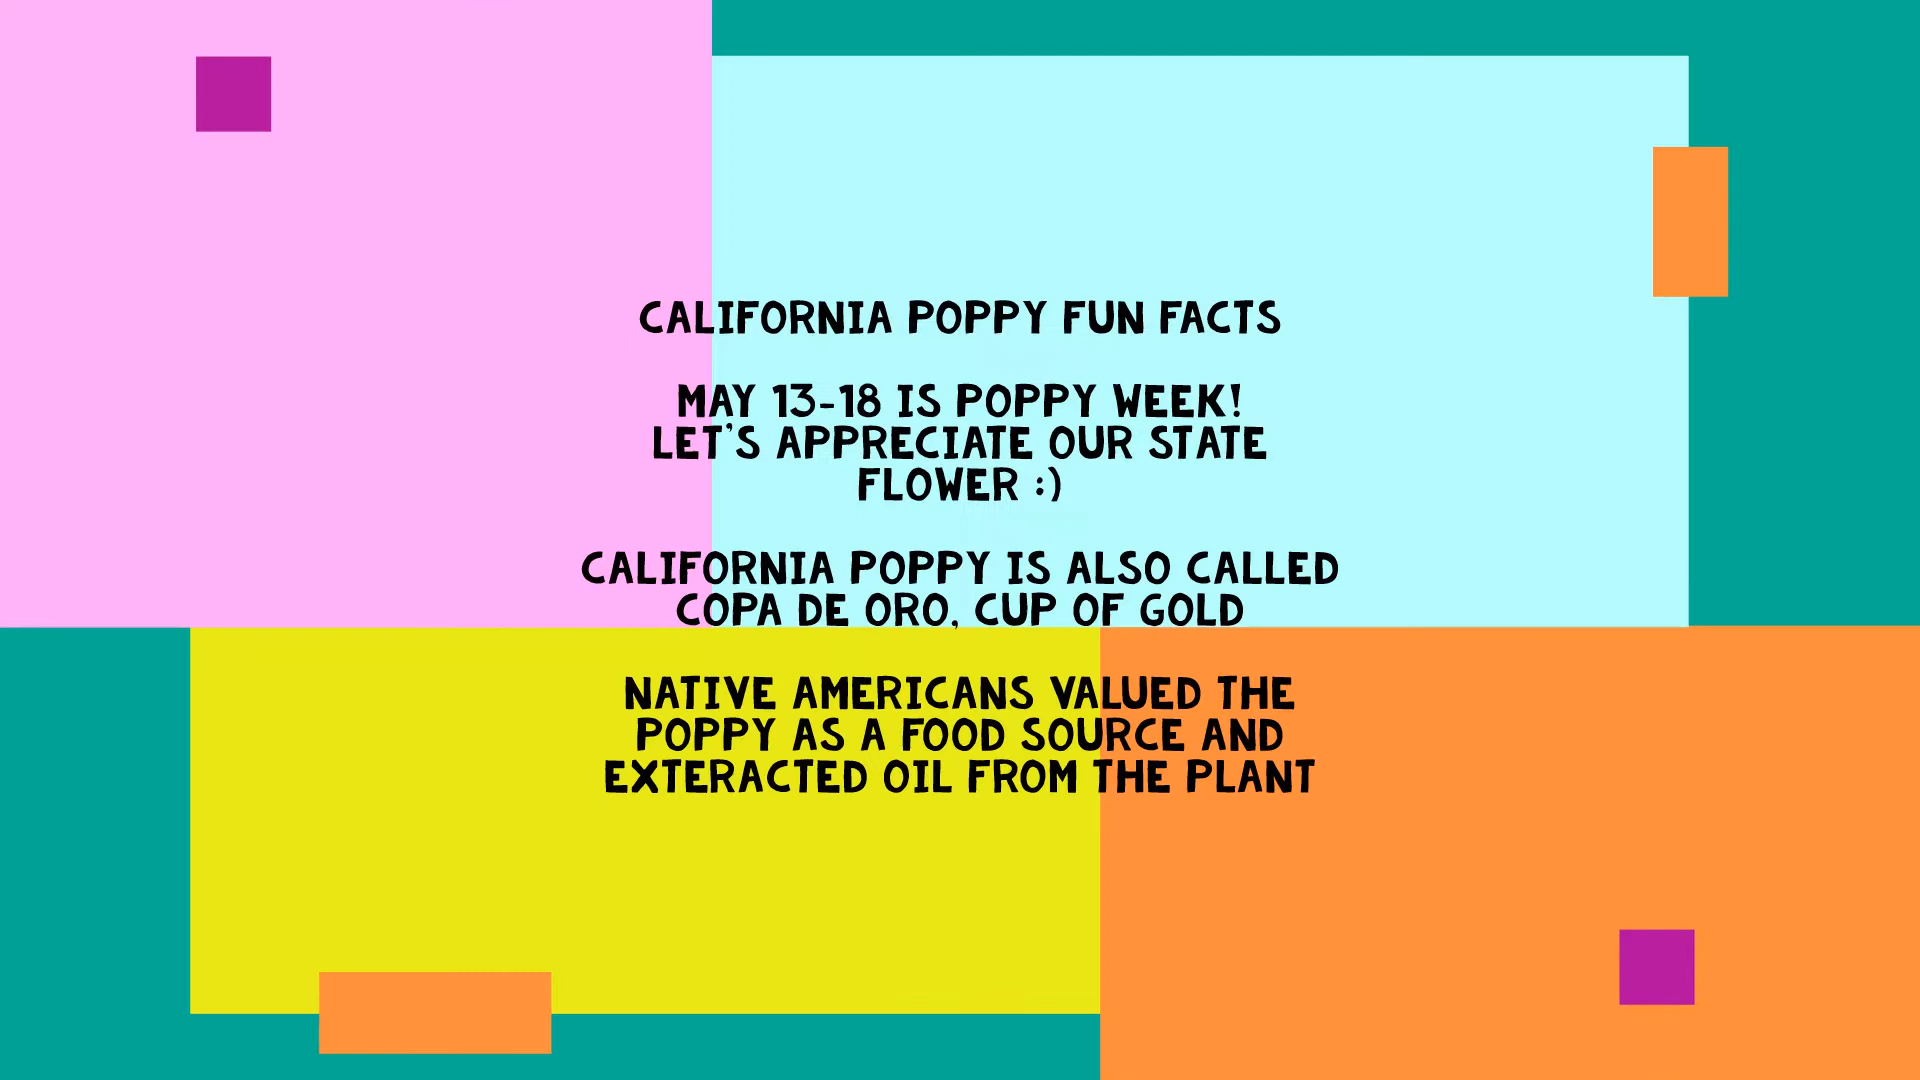 CALIFORNIA POPPY FUN FACTS
MAY 13-18 IS POPPY WEEK!
LET'S APPRECIATE OUR STATE
FLOWER :)
CALIFORNIA POPPY IS ALSO CALLED
COPA DE ORO, CUP OF GOLD
NATIVE AMERICANS VALUED THE
POPPY AS A FOOD SOURCE AND
EXTERACTED OIL FROM THE PLANT